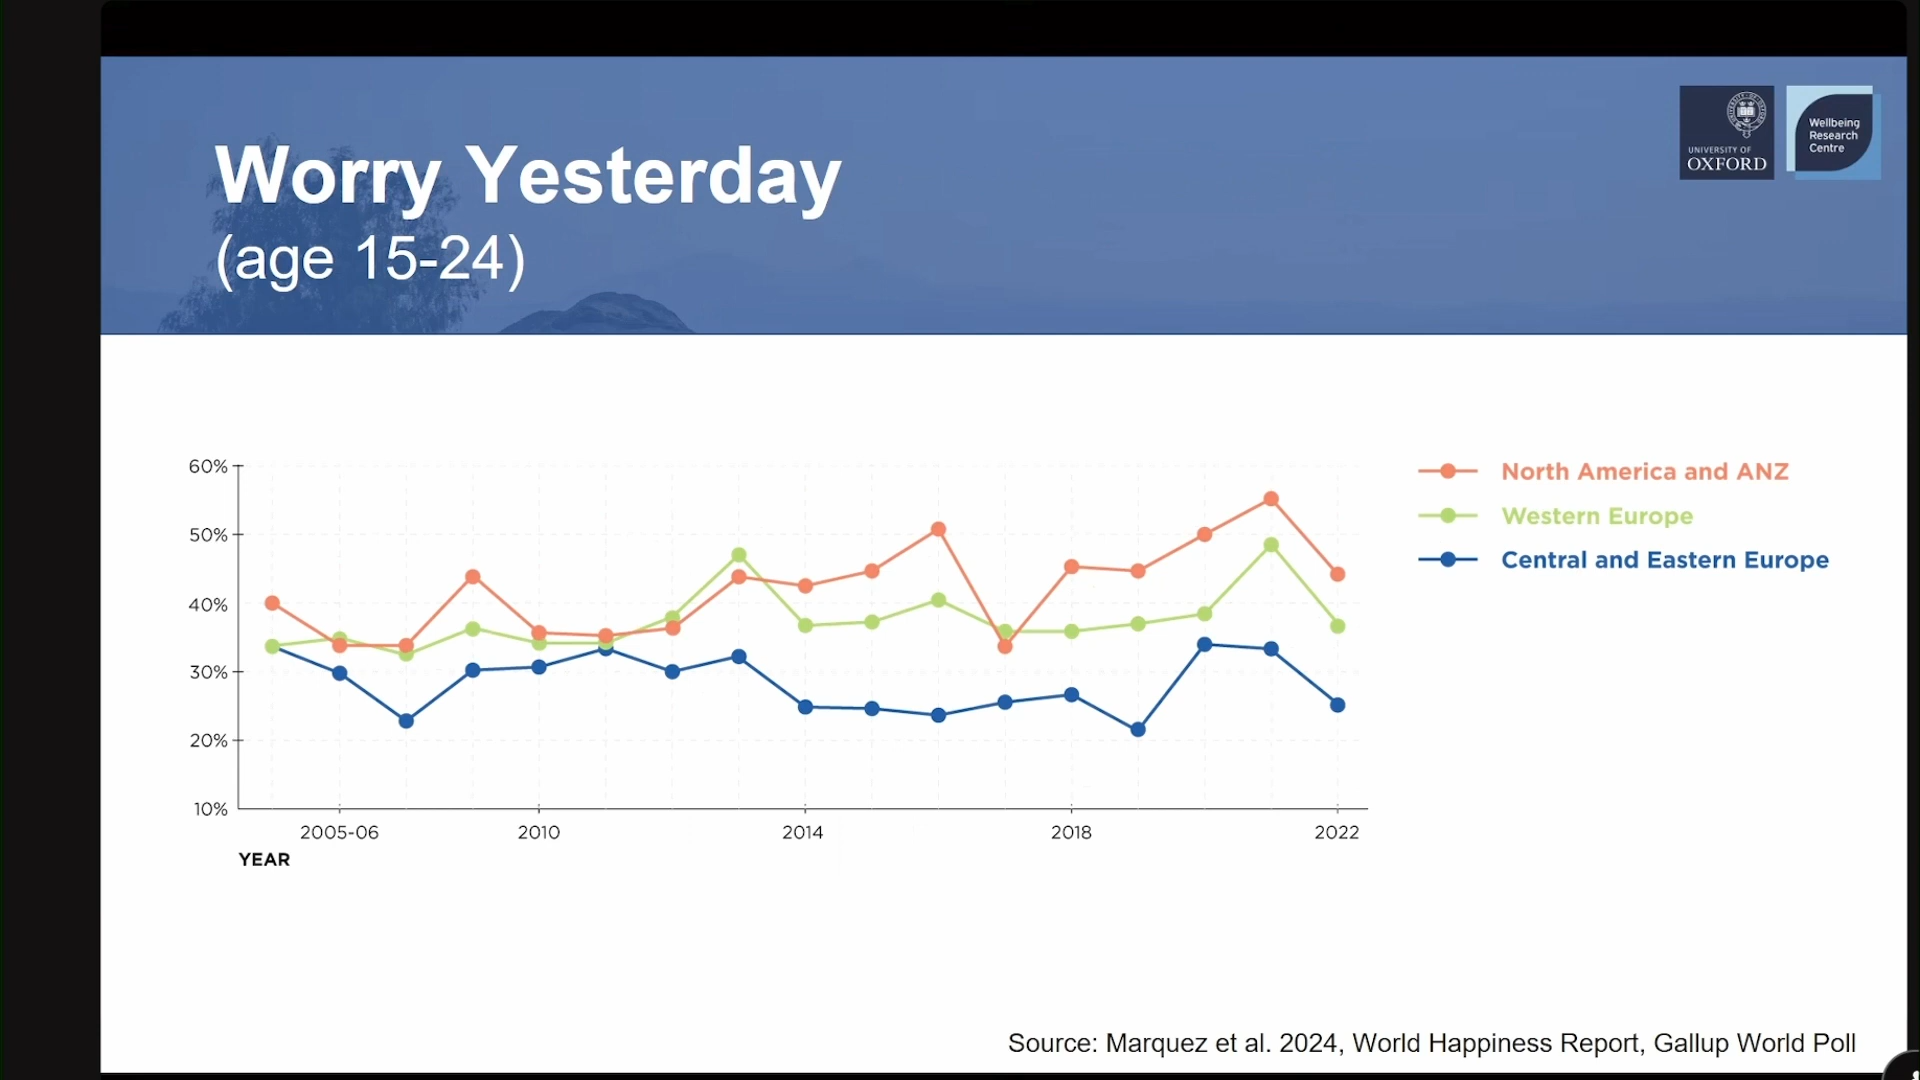 Worry Yesterday
(age 15-24)
UNIVERSITY OF
OXFORD
Wellbeing
Research
Centre
60%
50%
40%
30%
20%
10%
2005-06
2010
2014
2018
2022
YEAR
North America and ANZ
Western Europe
Central and Eastern Europe
Source: Marquez et al. 2024, World Happiness Report, Gallup World Poll